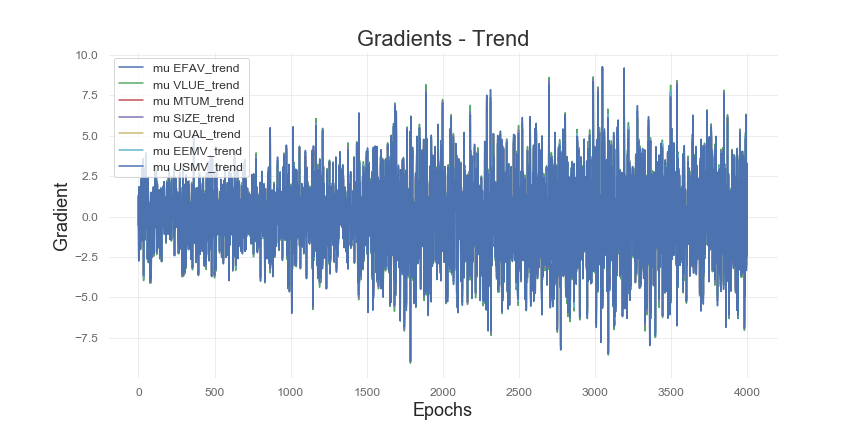 Gradients - Trend
10.0
7.5
5.0
2.5
0.0
−2.5
−5.0
−7.5
Gradient
mu EFAV_trend
mu VLUE_trend
mu MTUM_trend
mu SIZE_trend
mu QUAL_trend
mu EEMV_trend
mu USMV_trend
0 500 1000 1500 2000 2500 3000 3500 4000
Epochs